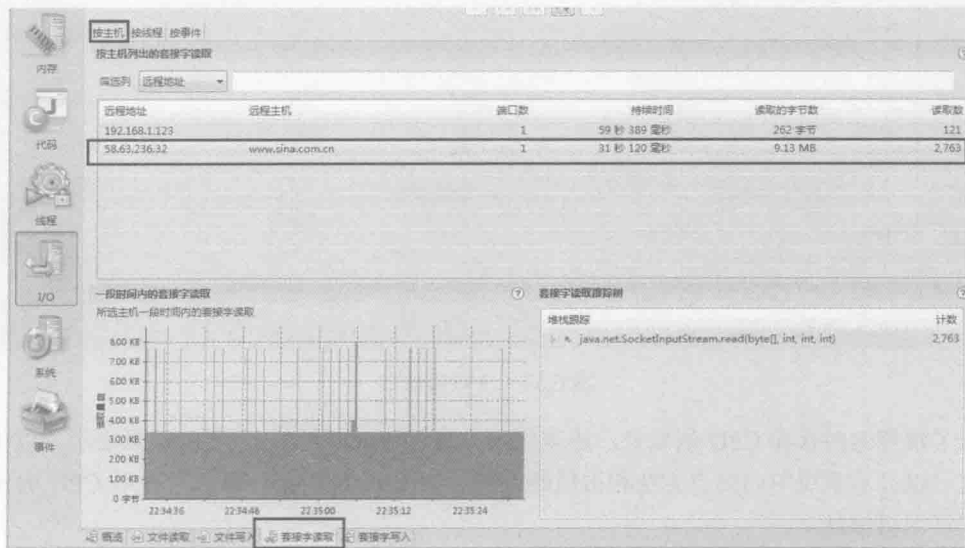 按主机 按线程 按事件
按主机列出的套接字读取
筛选列 远程地址
远程地址 远程主机 端口数 持续时间 读取的字节数 读取数
192.168.1.123 1 59 秒 389 毫秒 262 字节 121
58.63.236.32 www.sina.com.cn 1 31 秒 120 毫秒 9.13 MB 2,763
内存
代码
线程
I/O
系统
事件
一段时间内的套接字读取
所选主机一段时间内的套接字读取
8.00 KB
7.00 KB
6.00 KB
5.00 KB
4.00 KB
3.00 KB
2.00 KB
1.00 KB
0 字节
22:34:36 22:34:48 22:35:00 22:35:12 22:35:24
套接字读取跟踪树
堆栈跟踪 计数
java.net.SocketInputStream.read(byte[], int, int, int) 2,763
概览 文件读取 文件写入 套接字读取 套接字写入